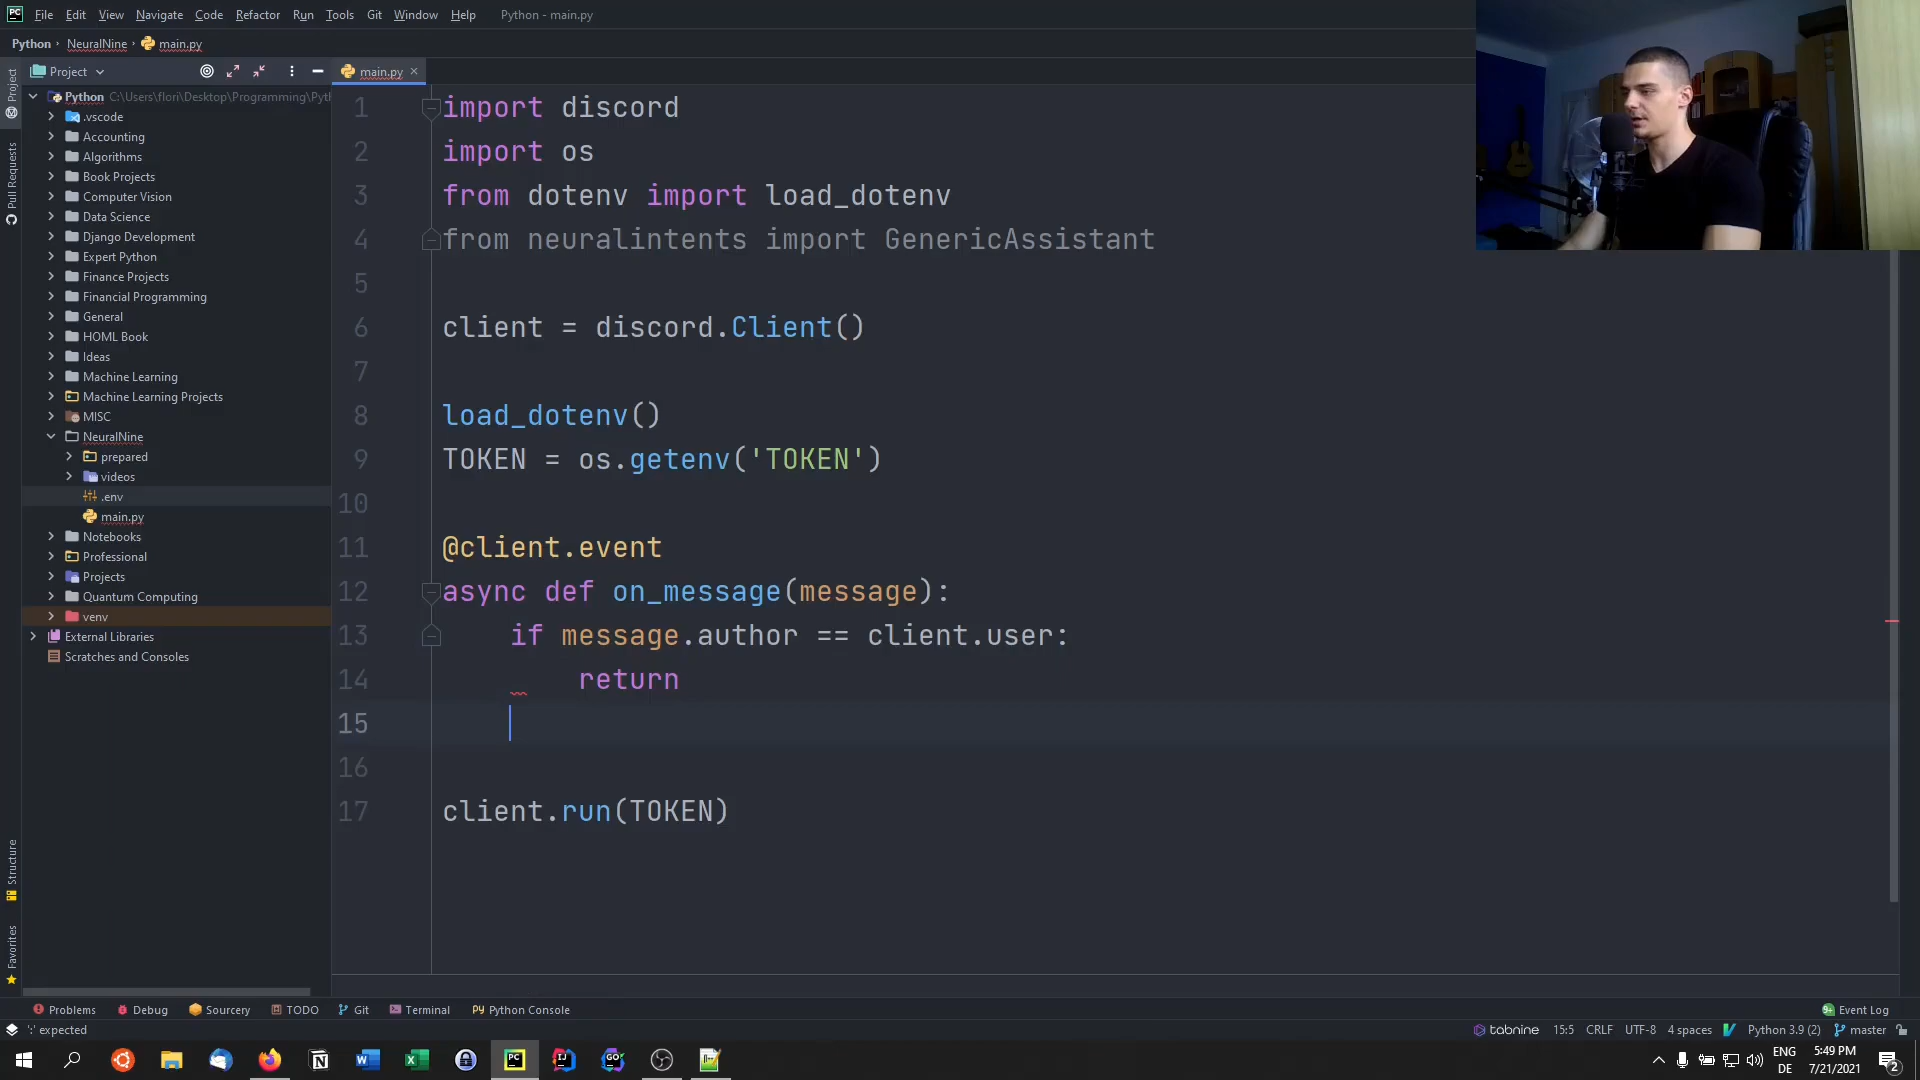 File Edit View Navigate Code Refactor Run Tools Git Window Help Python - main.py
Python NeuralNine main.py
Project
main.py
Project
Pull Requests
Structure
Favorites
Python C:\Users\flori\Desktop\Programming\Pyth
.vscode
Accounting
Algorithms
Book Projects
Computer Vision
Data Science
Django Development
Expert Python
Finance Projects
Financial Programming
General
HOML Book
Ideas
Machine Learning
Machine Learning Projects
MISC
NeuralNine
prepared
videos
.env
main.py
Notebooks
Professional
Projects
Quantum Computing
venv
External Libraries
Scratches and Consoles
1 import discord
2 import os
3 from dotenv import load_dotenv
4 from neuralintents import GenericAssistant
5
6 client = discord.Client()
7
8 load_dotenv()
9 TOKEN = os.getenv('TOKEN')
10
11 @client.event
12 async def on_message(message):
13 if message.author == client.user:
14 return
15
16
17 client.run(TOKEN)
Problems Debug Sourcery TODO Git Terminal Python Console Event Log
':' expected tabnine 15:5 CRLF UTF-8 4 spaces Python 3.9 (2) master
ENG 5:49 PM
DE 7/21/2021 2